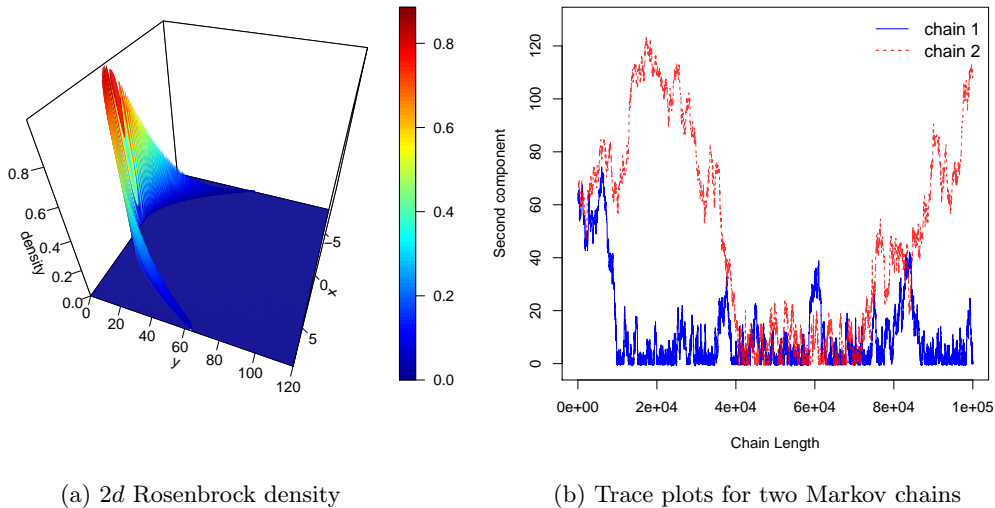 0.8
0.6
0.4
0.2
0.0
density
0
20
40
60
80
100
120
y
−5
0
5
x
0.8
0.6
0.4
0.2
0.0
chain 1
chain 2
120
100
80
60
40
20
0
Second component
0e+00 2e+04 4e+04 6e+04 8e+04 1e+05
Chain Length
(a) 2d Rosenbrock density
(b) Trace plots for two Markov chains